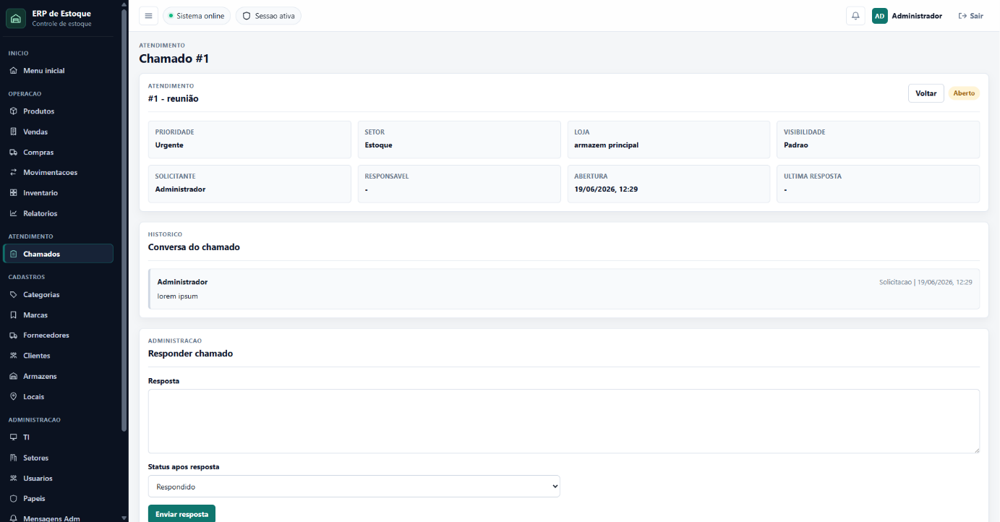 ERP de Estoque
Controle de estoque
INICIO
Menu inicial
OPERACAO
Produtos
Vendas
Compras
Movimentacoes
Inventario
Relatorios
ATENDIMENTO
Chamados
CADASTROS
Categorias
Marcas
Fornecedores
Clientes
Armazens
Locais
ADMINISTRACAO
TI
Setores
Usuarios
Papeis
Mensagens Adm
Sistema online
Sessao ativa
AD
Administrador
Sair
ATENDIMENTO
Chamado #1
ATENDIMENTO
#1 - reunião
Voltar
Aberto
PRIORIDADE
Urgente
SETOR
Estoque
LOJA
armazem principal
VISIBILIDADE
Padrao
SOLICITANTE
Administrador
RESPONSAVEL
-
ABERTURA
19/06/2026, 12:29
ULTIMA RESPOSTA
-
HISTORICO
Conversa do chamado
Administrador
Solicitacao | 19/06/2026, 12:29
lorem ipsum
ADMINISTRACAO
Responder chamado
Resposta
Status apos resposta
Respondido
Enviar resposta